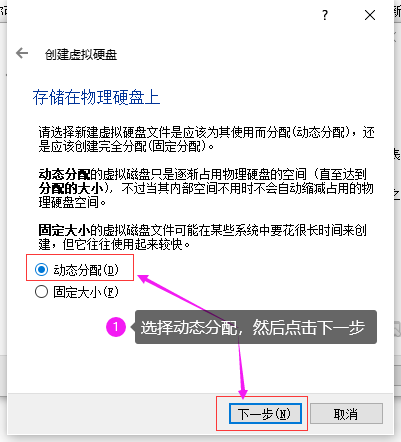 ?
创建虚拟硬盘
存储在物理硬盘上
请选择新建虚拟硬盘文件是应该为其使用而分配(动态分配)，还
是应该创建完全分配(固定分配)。
动态分配的虚拟磁盘只是逐渐占用物理硬盘的空间（直至达到
分配的大小），不过当其内部空间不用时不会自动缩减占用的物
理硬盘空间。
固定大小的虚拟磁盘文件可能在某些系统中要花很长时间来创
建，但它往往使用起来较快。
动态分配(D)
固定大小(F)
1 选择动态分配，然后点击下一步
下一步(N) 取消